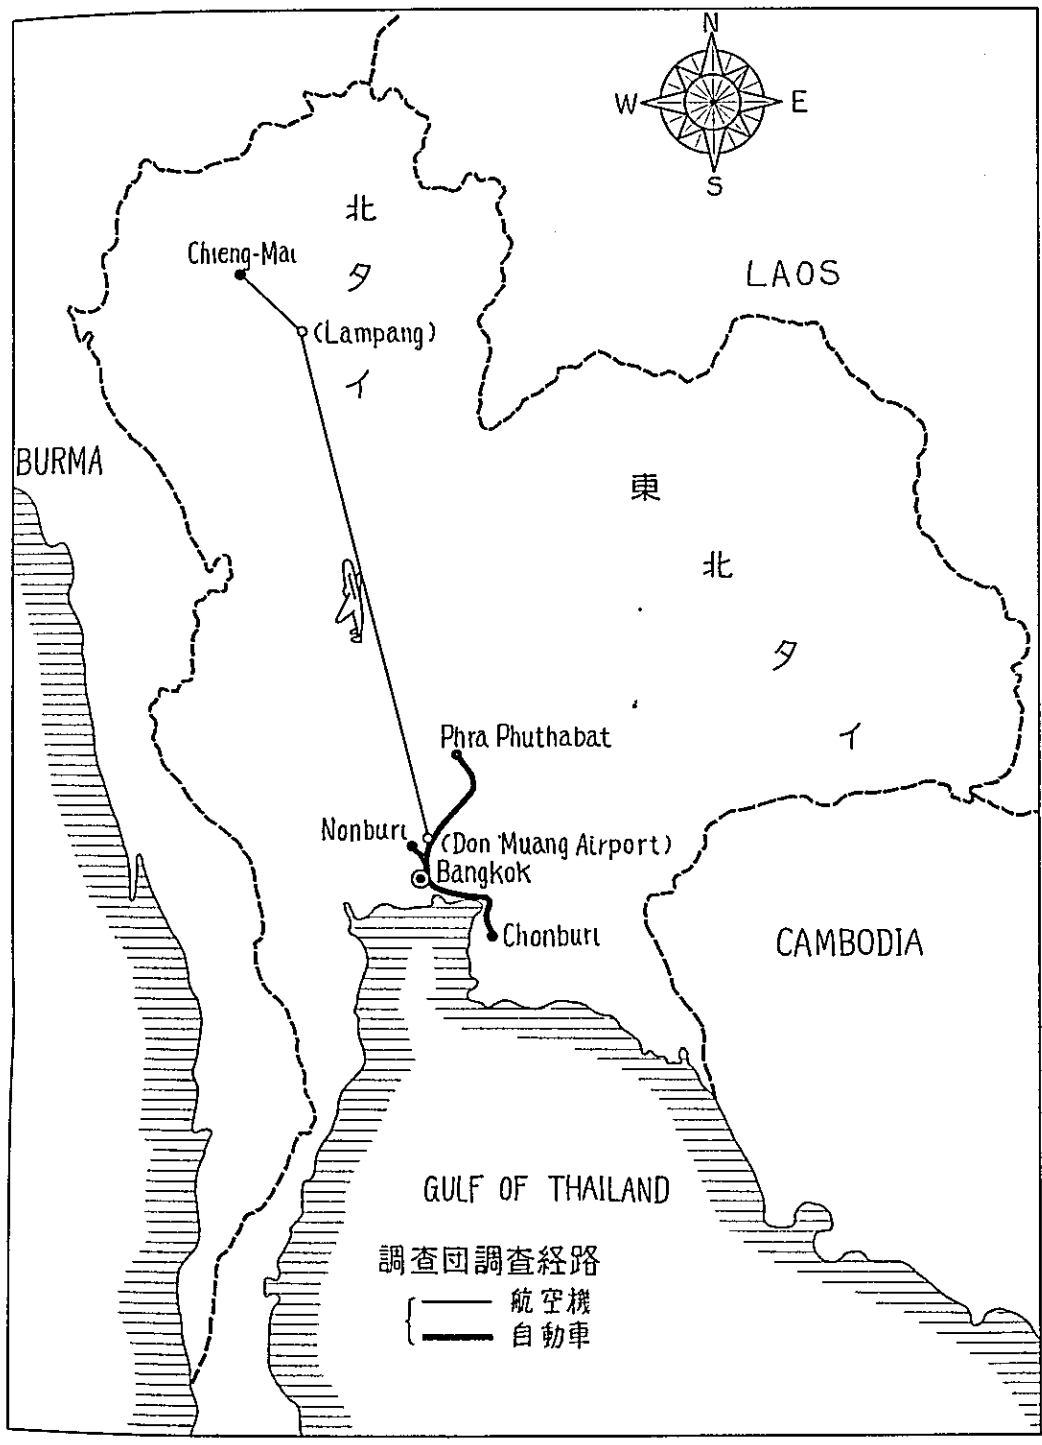 N
W
E
S
北タイ
Chieng-Mai
LAOS
(Lampang)
BURMA
東北タイ
Phra Phuthabat
Nonburi
(Don Muang Airport)
Bangkok
Chonburi
CAMBODIA
GULF OF THAILAND
調査団調査経路
航空機
自動車